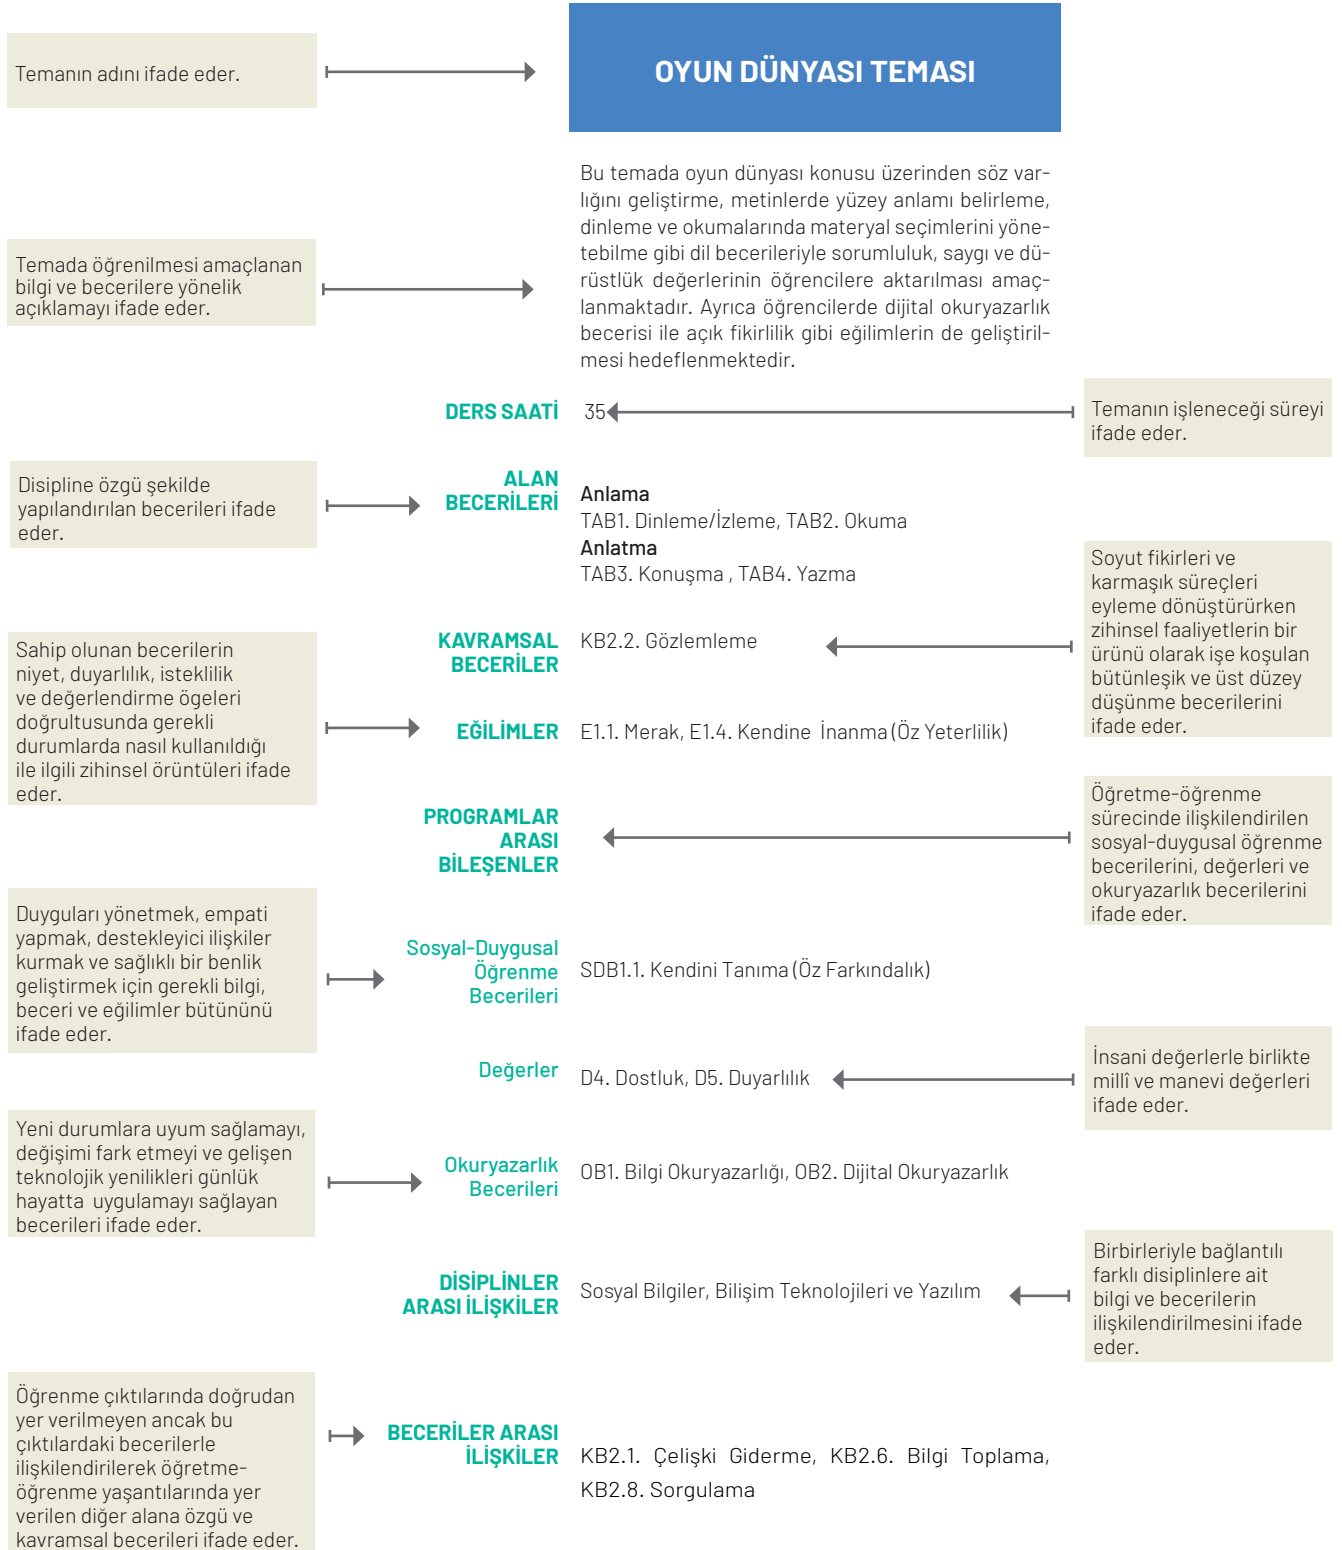 Temanın adını ifade eder.
OYUN DÜNYASI TEMASI
Temada öğrenilmesi amaçlanan
bilgi ve becerilere yönelik
açıklamayı ifade eder.
Bu temada oyun dünyası konusu üzerinden söz var-
lığını geliştirme, metinlerde yüzey anlamı belirleme,
dinleme ve okumalarında materyal seçimlerini yöne-
tebilme gibi dil becerileriyle sorumluluk, saygı ve dü-
rüstlük değerlerinin öğrencilere aktarılması amaç-
lanmaktadır. Ayrıca öğrencilerde dijital okuryazarlık
becerisi ile açık fikirlilik gibi eğilimlerin de geliştiril-
mesi hedeflenmektedir.
DERS SAATİ
35
Temanın işleneceği süreyi
ifade eder.
Disipline özgü şekilde
yapılandırılan becerileri ifade
eder.
ALAN
BECERİLERİ
Anlama
TAB1. Dinleme/İzleme, TAB2. Okuma
Anlatma
TAB3. Konuşma , TAB4. Yazma
Soyut fikirleri ve
karmaşık süreçleri
eyleme dönüştürürken
zihinsel faaliyetlerin bir
ürünü olarak işe koşulan
bütünleşik ve üst düzey
düşünme becerilerini
ifade eder.
KAVRAMSAL
BECERİLER
KB2.2. Gözlemleme
Sahip olunan becerilerin
niyet, duyarlılık, isteklilik
ve değerlendirme ögeleri
doğrultusunda gerekli
durumlarda nasıl kullanıldığı
ile ilgili zihinsel örüntüleri ifade
eder.
EĞİLİMLER
E1.1. Merak, E1.4. Kendine İnanma (Öz Yeterlilik)
PROGRAMLAR
ARASI
BİLEŞENLER
Öğretme-öğrenme
sürecinde ilişkilendirilen
sosyal-duygusal öğrenme
becerilerini, değerleri ve
okuryazarlık becerilerini
ifade eder.
Duyguları yönetmek, empati
yapmak, destekleyici ilişkiler
kurmak ve sağlıklı bir benlik
geliştirmek için gerekli bilgi,
beceri ve eğilimler bütününü
ifade eder.
Sosyal-Duygusal
Öğrenme
Becerileri
SDB1.1. Kendini Tanıma (Öz Farkındalık)
Değerler
D4. Dostluk, D5. Duyarlılık
İnsani değerlerle birlikte
millî ve manevi değerleri
ifade eder.
Yeni durumlara uyum sağlamayı,
değişimi fark etmeyi ve gelişen
teknolojik yenilikleri günlük
hayatta uygulamayı sağlayan
becerileri ifade eder.
Okuryazarlık
Becerileri
OB1. Bilgi Okuryazarlığı, OB2. Dijital Okuryazarlık
DİSİPLİNLER
ARASI İLİŞKİLER
Sosyal Bilgiler, Bilişim Teknolojileri ve Yazılım
Birbirleriyle bağlantılı
farklı disiplinlere ait
bilgi ve becerilerin
ilişkilendirilmesini ifade
eder.
Öğrenme çıktılarında doğrudan
yer verilmeyen ancak bu
çıktılardaki becerilerle
ilişkilendirilerek öğretme-
öğrenme yaşantılarında yer
verilen diğer alana özgü ve
kavramsal becerileri ifade eder.
BECERİLER ARASI
İLİŞKİLER
KB2.1. Çelişki Giderme, KB2.6. Bilgi Toplama,
KB2.8. Sorgulama